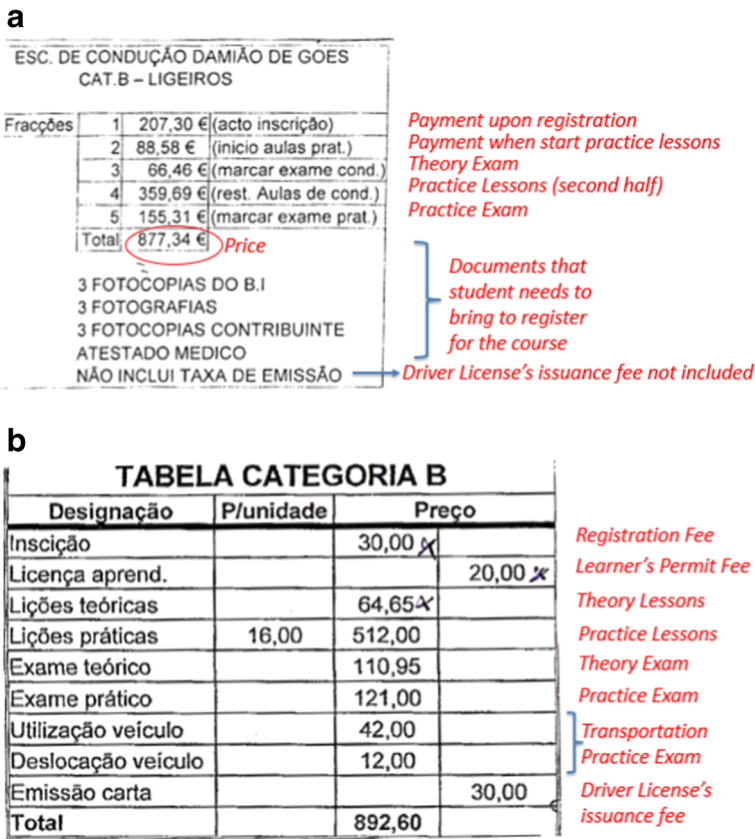 a
ESC. DE CONDUÇÃO DAMIÃO DE GOES
CAT.B – LIGEIROS
Fracções 1 207,30 € (acto inscrição) Payment upon registration
2 88,58 € (inicio aulas prat.) Payment when start practice lessons
3 66,46 € (marcar exame cond.) Theory Exam
4 359,69 € (rest. Aulas de cond.) Practice Lessons (second half)
5 155,31 € (marcar exame prat.) Practice Exam
Total 877,34 € Price
3 FOTOCOPIAS DO B.I
3 FOTOGRAFIAS
3 FOTOCOPIAS CONTRIBUINTE
ATESTADO MEDICO
Documents that
student needs to
bring to register
for the course
NÃO INCLUI TAXA DE EMISSÃO Driver License's issuance fee not included
b
TABELA CATEGORIA B
Designação P/unidade Preço
Inscição 30,00 Registration Fee
Licença aprend. 20,00 Learner's Permit Fee
Lições teóricas 64,65 Theory Lessons
Lições práticas 16,00 512,00 Practice Lessons
Exame teórico 110,95 Theory Exam
Exame prático 121,00 Practice Exam
Utilização veículo 42,00 Transportation
Deslocação veículo 12,00 Practice Exam
Emissão carta 30,00 Driver License's
issuance fee
Total 892,60